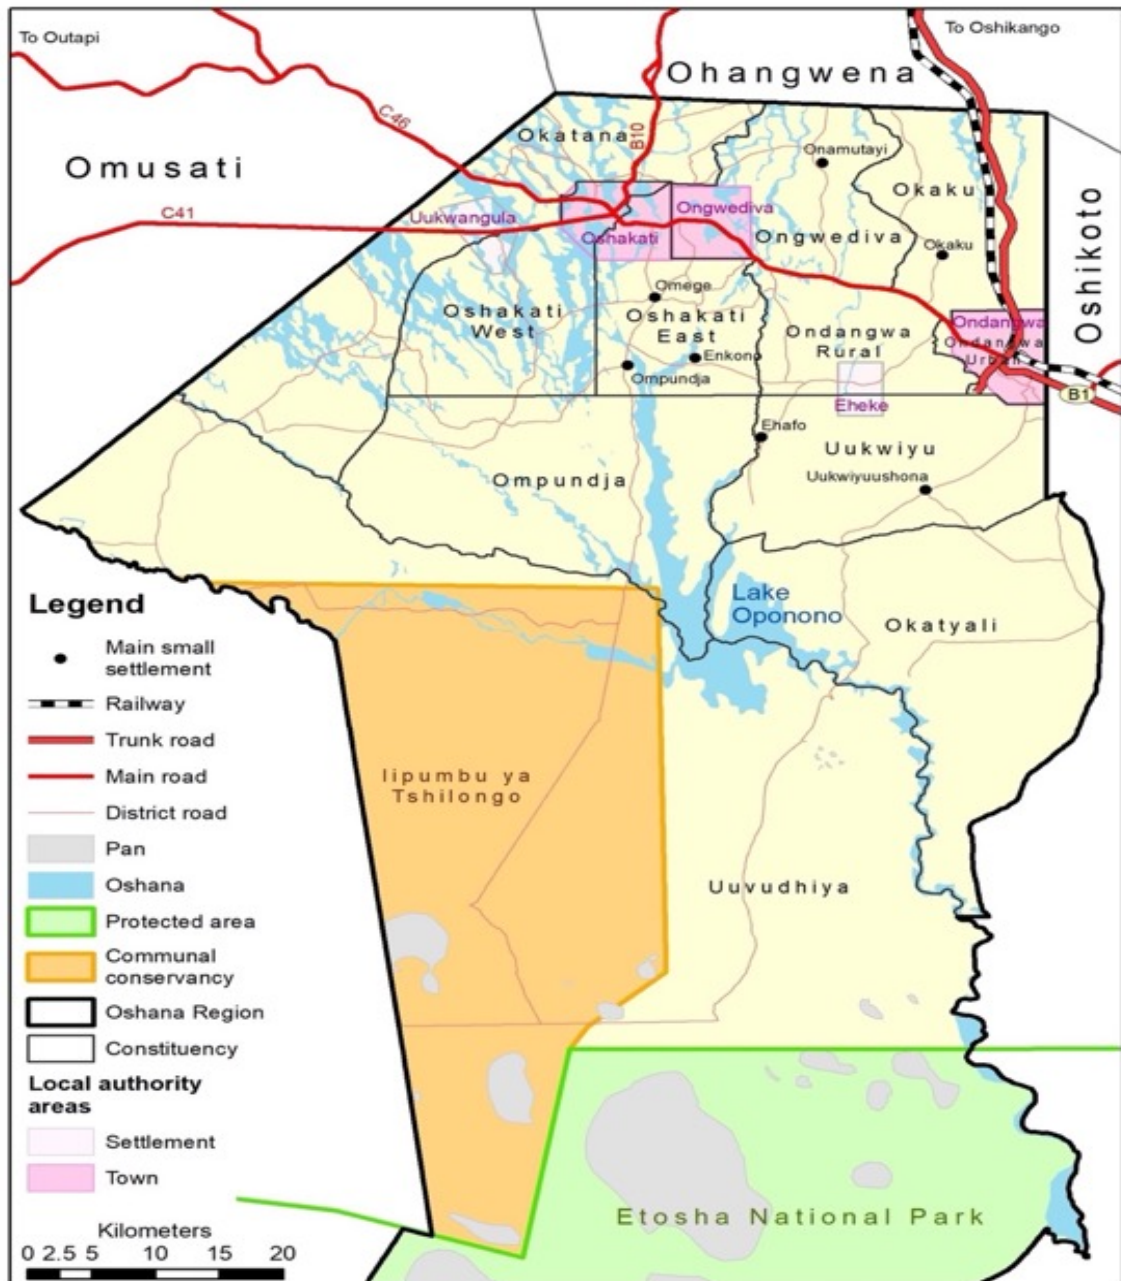 To Outapi
To Oshikango
Ohangwena
C46
B10
Okatana
Onamutayi
Omusati
Okaku
Oshikoto
C41
Uukwangula
Ongwediva
Oshakati
Ongwediva
Okaku
Omege
Oshakati
West
Oshakati
East
Ondangwa
Rural
Ondangwa
Ondangwa
Urban
Enkono
Ompundja
B1
Eheke
Ehafo
Uukwiyu
Ompundja
Uukwiyuushona
Lake
Oponono
Okatyali
Iipumbu ya
Tshilongo
Uuvudhiya
Etosha National Park
Legend
Main small
settlement
Railway
Trunk road
Main road
District road
Pan
Oshana
Protected area
Communal
conservancy
Oshana Region
Constituency
Local authority
areas
Settlement
Town
Kilometers
0 2.5 5 10 15 20